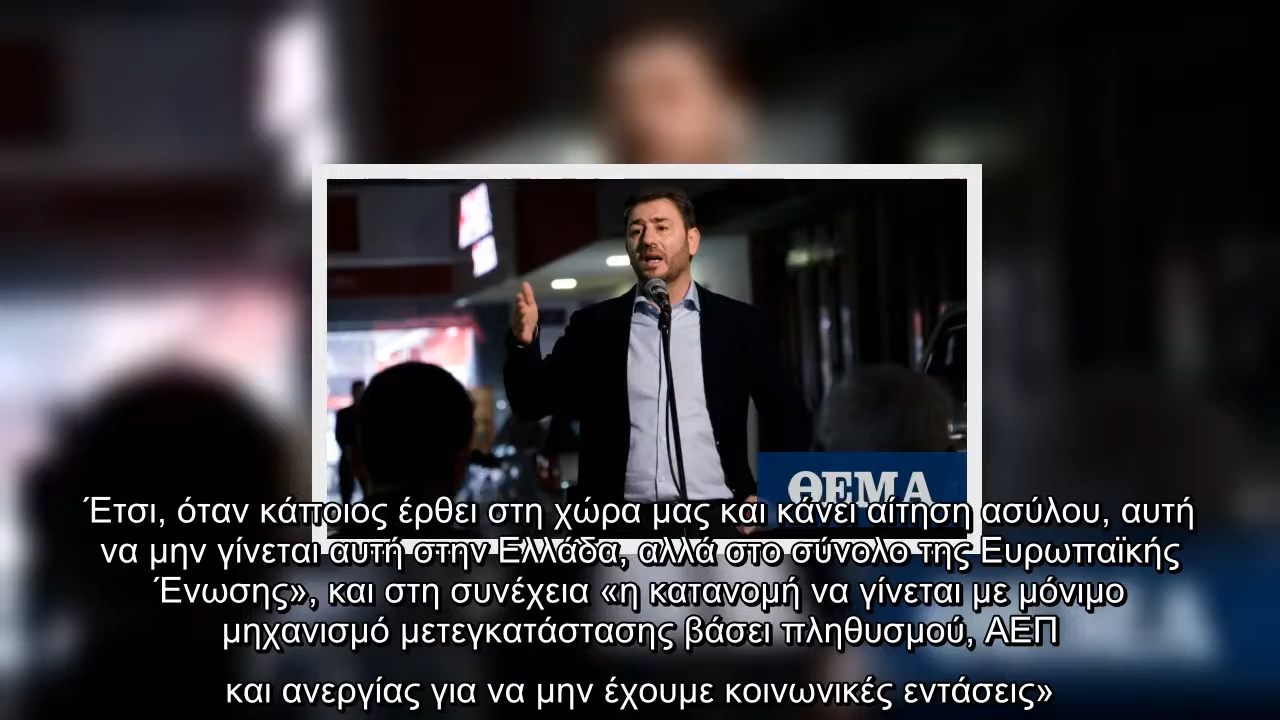 ΘΕΜΑ
Έτσι, όταν κάποιος έρθει στη χώρα μας και κάνει αίτηση ασύλου, αυτή
να μην γίνεται αυτή στην Ελλάδα, αλλά στο σύνολο της Ευρωπαϊκής
Ένωσης», και στη συνέχεια «η κατανομή να γίνεται με μόνιμο
μηχανισμό μετεγκατάστασης βάσει πληθυσμού, ΑΕΠ
και ανεργίας για να μην έχουμε κοινωνικές εντάσεις»